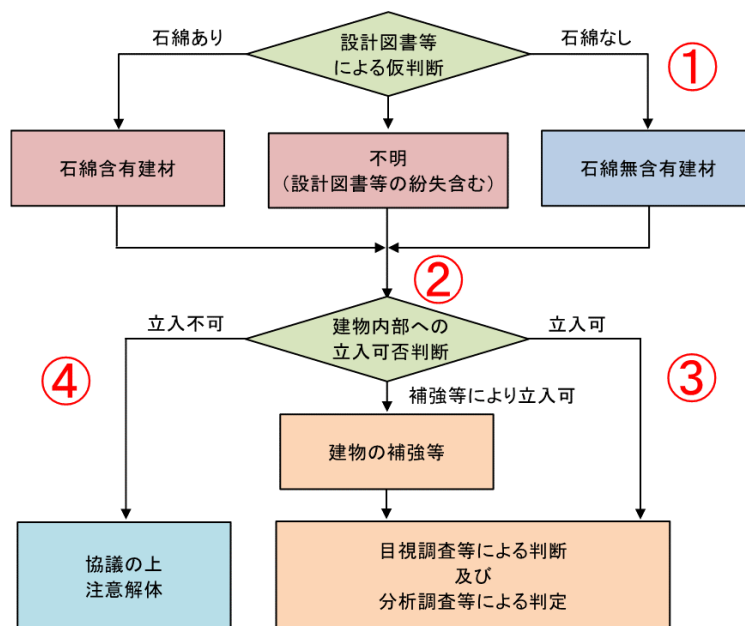 石綿あり
設計図書等
による仮判断
石綿なし
①
石綿含有建材
不明
（設計図書等の紛失含む）
石綿無含有建材
②
立入不可
建物内部への
立入可否判断
立入可
④
③
補強等により立入可
建物の補強等
協議の上
注意解体
目視調査等による判断
及び
分析調査等による判定